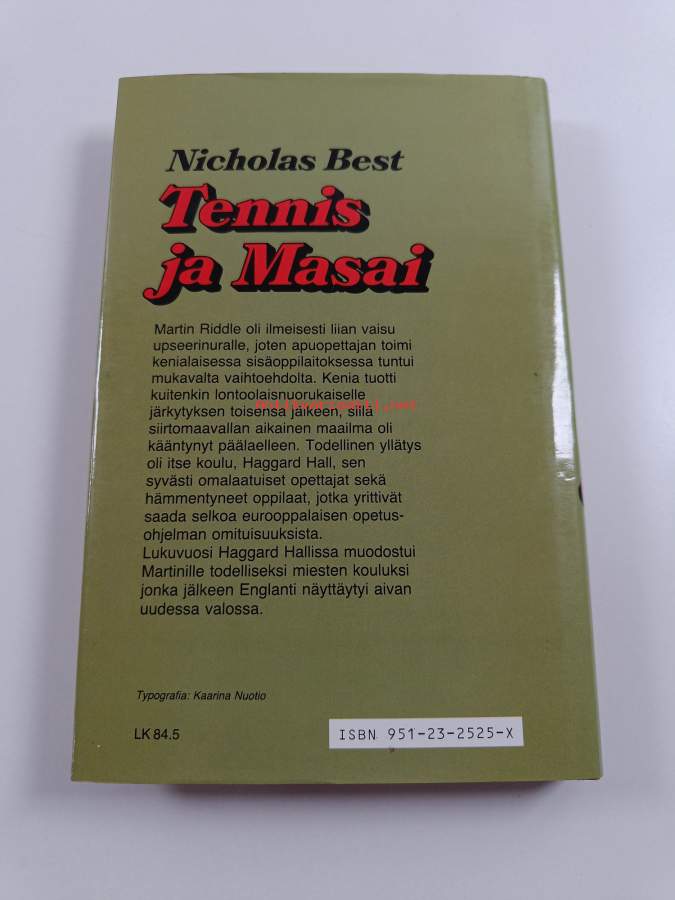 Nicholas Best
Tennis
ja Masai
Martin Riddle oli ilmeisesti liian vaisu
upseerinuralle, joten apuopettajan toimi
kenialaisessa sisäoppilaitoksessa tuntui
mukavalta vaihtoehdolta. Kenia tuotti
kuitenkin lontoolaisnuorukaiselle
järkytyksen toisensa jälkeen, sillä
siirtomaavallan aikainen maailma oli
kääntynyt päälaelleen. Todellinen yllätys
oli itse koulu, Haggard Hall, sen
syvästi omalaatuiset opettajat sekä
hämmentyneet oppilaat, jotka yrittivät
saada selkoa eurooppalaisen opetus-
ohjelman omituisuuksista.
Lukuvuosi Haggard Hallissa muodostui
Martinille todelliseksi miesten kouluksi
jonka jälkeen Englanti näyttäytyi aivan
uudessa valossa.
Typografia: Kaarina Nuotio
LK 84.5
ISBN 951-23-2525-X